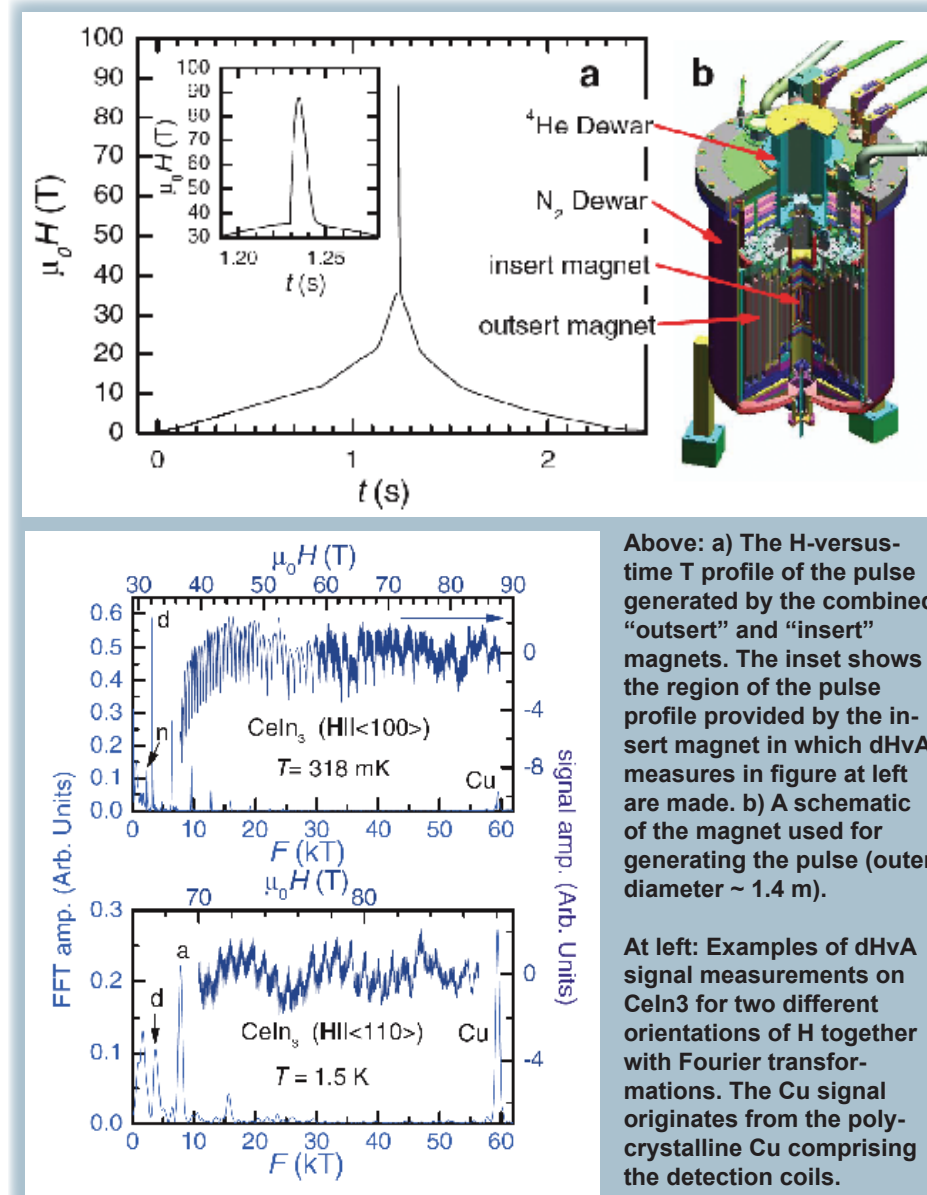 a
b
100
90
80
70
60
50
40
30
20
10
0
μ₀H (T)
0
1
2
t (s)
100
90
80
70
60
50
40
30
μ₀H (T)
1.20
1.25
t (s)
⁴He Dewar
N₂ Dewar
insert magnet
outsert magnet
μ₀H (T)
30 40 50 60 70 80 90
0.6
0.5
0.4
0.3
0.2
0.1
0.0
d
n
CeIn₃ (H||<100>)
T= 318 mK
Cu
0
-4
-8
0 10 20 30 40 50 60
F (kT)
μ₀H (T)
70 80
0.3
0.2
0.1
0.0
a
d
CeIn₃ (H||<110>)
T = 1.5 K
Cu
0
-4
0 10 20 30 40 50 60
F (kT)
FFT amp. (Arb. Units)
signal amp. (Arb. Units)
Above: a) The H-versus-
time T profile of the pulse
generated by the combined
“outsert” and “insert”
magnets. The inset shows
the region of the pulse
profile provided by the in-
sert magnet in which dHvA
measures in figure at left
are made. b) A schematic
of the magnet used for
generating the pulse (outer
diameter ~ 1.4 m).
At left: Examples of dHvA
signal measurements on
CeIn3 for two different
orientations of H together
with Fourier transfor-
mations. The Cu signal
originates from the poly-
crystalline Cu comprising
the detection coils.